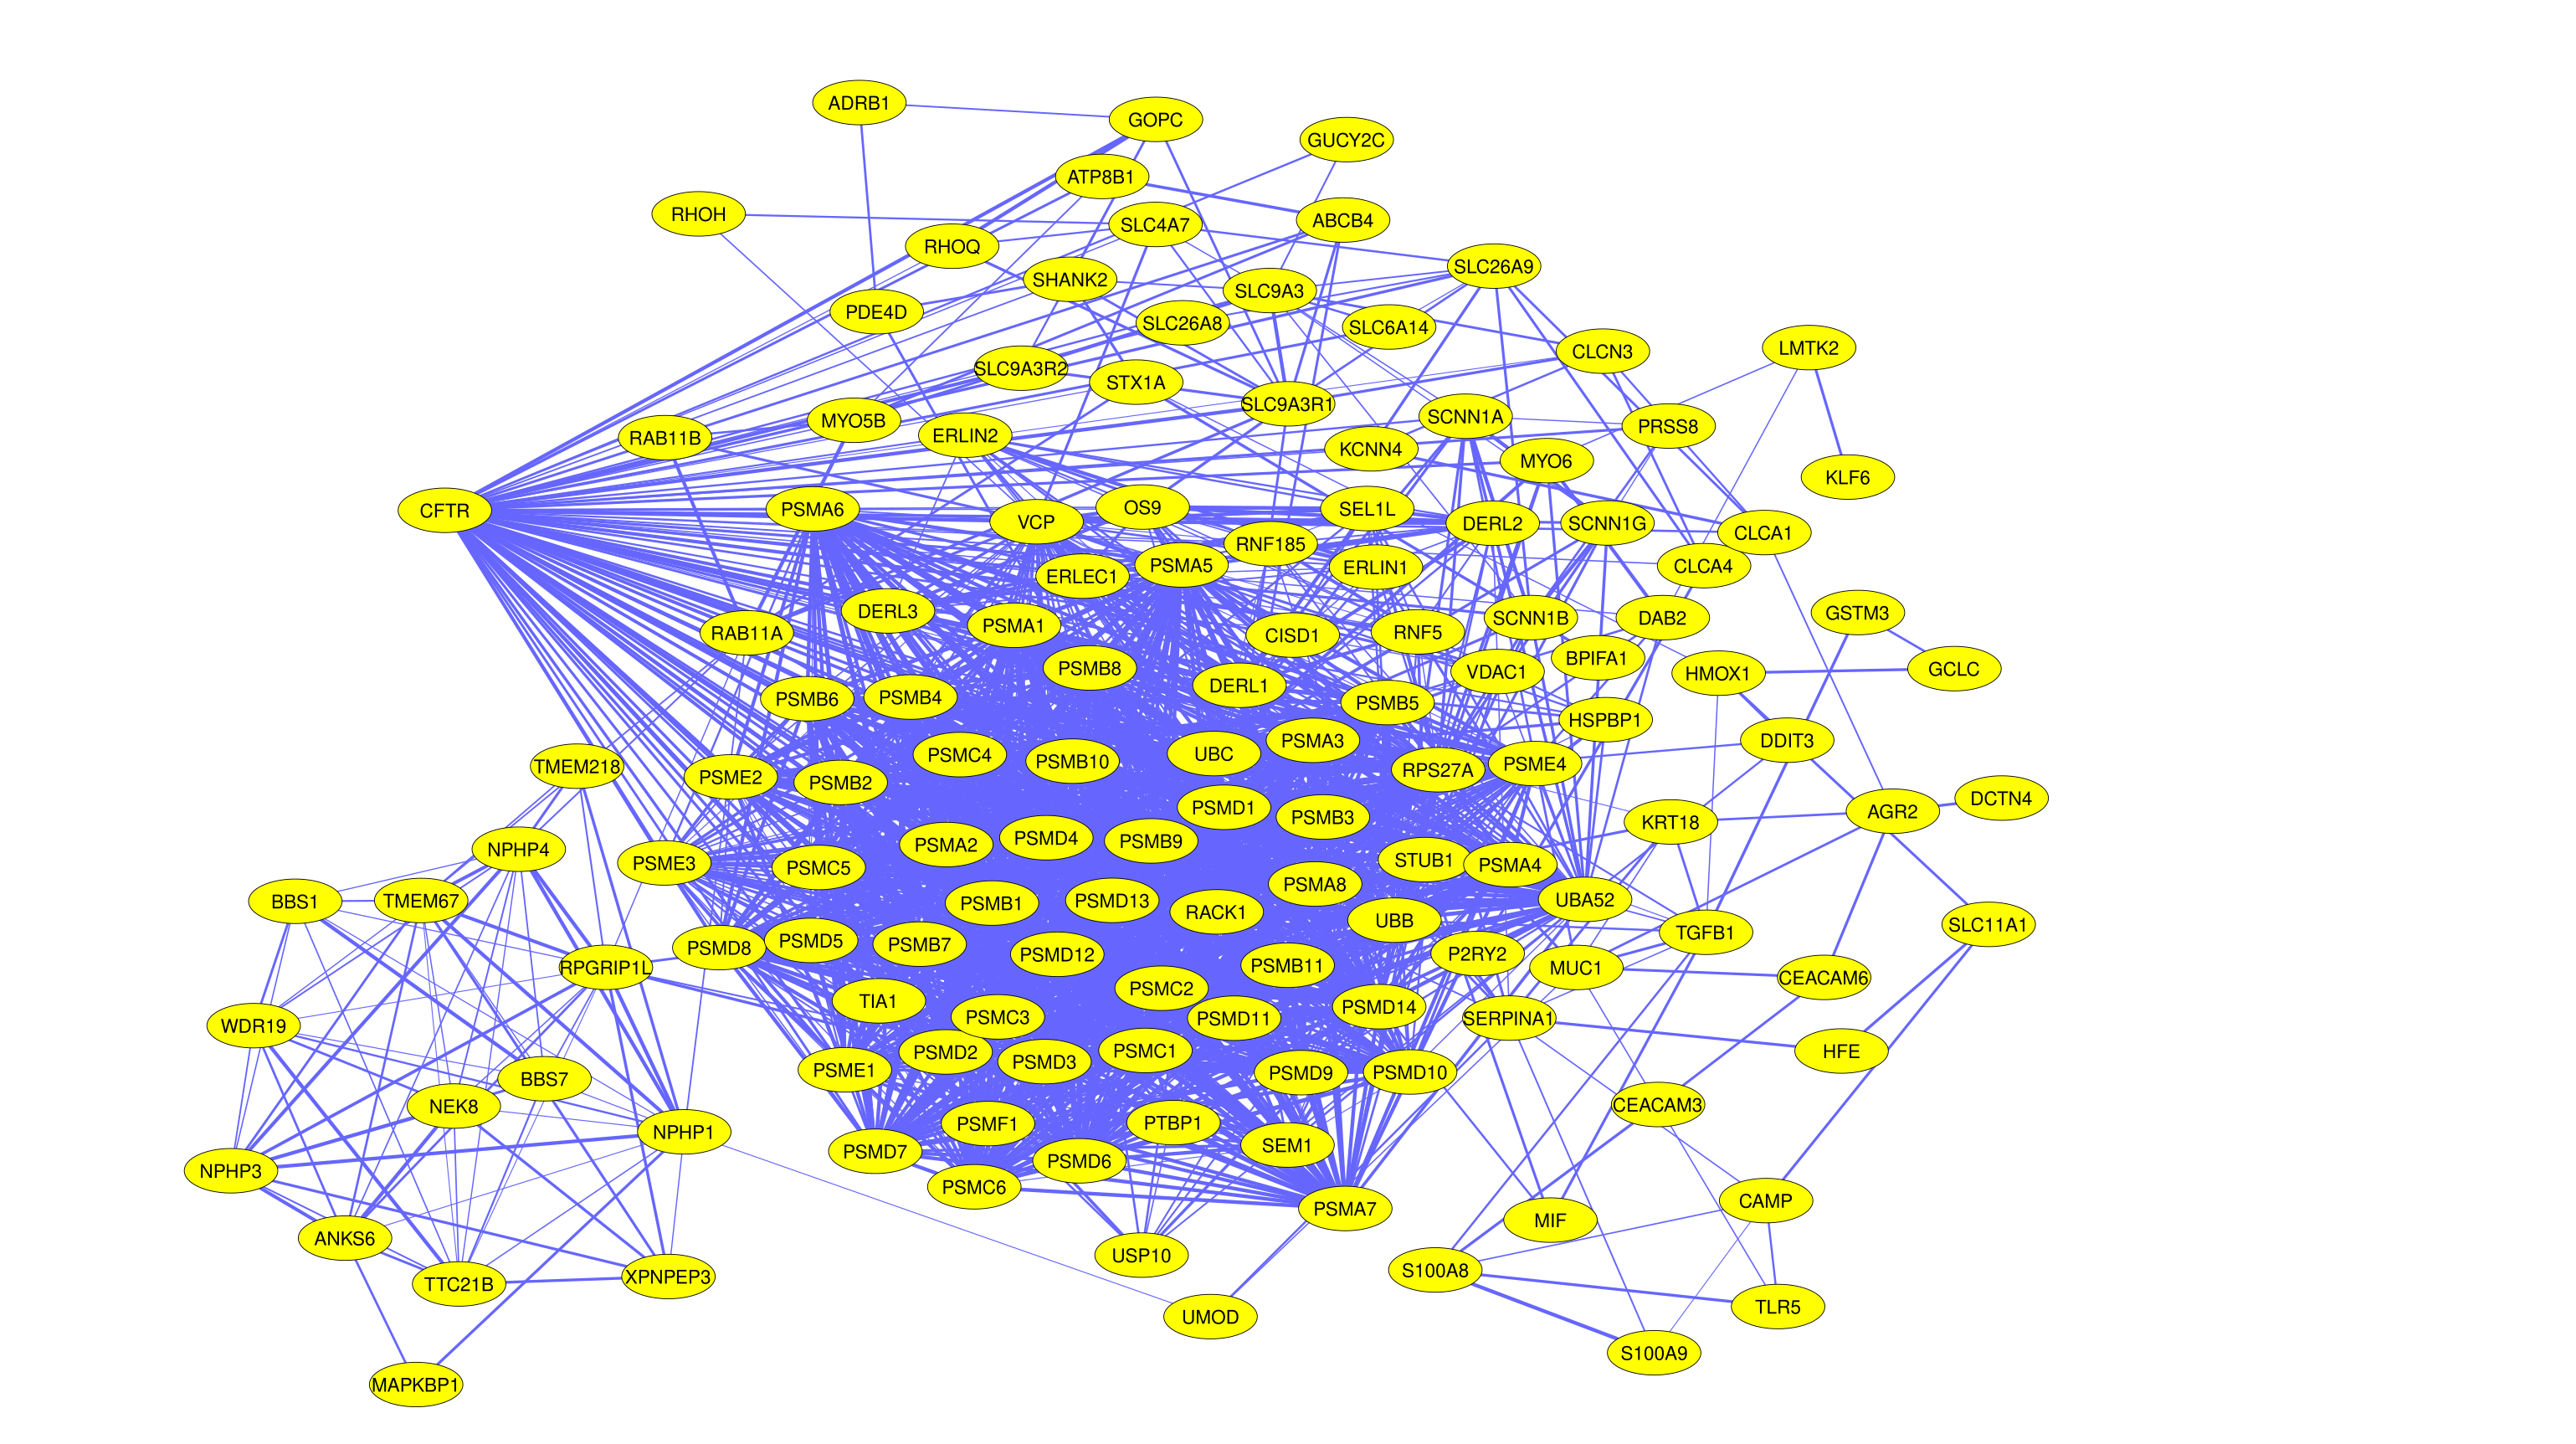 ADRB1
GOPC
GUCY2C
ATP8B1
RHOH
ABCB4
SLC4A7
RHOQ
SLC26A9
SHANK2
SLC9A3
PDE4D
SLC26A8
SLC6A14
LMTK2
CLCN3
SLC9A3R2
STX1A
SLC9A3R1
SCNN1A
MYO5B
PRSS8
ERLIN2
RAB11B
KCNN4
MYO6
KLF6
OS9
SEL1L
PSMA6
CFTR
VCP
DERL2
SCNN1G
CLCA1
RNF185
PSMA5
CLCA4
ERLIN1
ERLEC1
DERL3
GSTM3
SCNN1B
DAB2
PSMA1
RNF5
RAB11A
CISD1
BPIFA1
PSMB8
GCLC
VDAC1
HMOX1
DERL1
PSMB4
PSMB6
PSMB5
HSPBP1
PSMA3
DDIT3
UBC
PSMC4
PSMB10
PSME4
TMEM218
RPS27A
PSME2
PSMB2
DCTN4
PSMD1
AGR2
PSMB3
KRT18
PSMD4
PSMB9
PSMA2
NPHP4
STUB1
PSME3
PSMA4
PSMC5
PSMA8
UBA52
PSMD13
TMEM67
BBS1
PSMB1
RACK1
UBB
SLC11A1
TGFB1
PSMD5
PSMB7
PSMD8
P2RY2
PSMD12
PSMB11
RPGRIP1L
MUC1
CEACAM6
PSMC2
TIA1
PSMD14
PSMC3
PSMD11
SERPINA1
WDR19
PSMC1
HFE
PSMD2
PSMD3
PSME1
PSMD9
PSMD10
BBS7
CEACAM3
NEK8
PTBP1
PSMF1
NPHP1
SEM1
PSMD7
PSMD6
NPHP3
PSMC6
CAMP
PSMA7
MIF
ANKS6
USP10
S100A8
XPNPEP3
TTC21B
TLR5
UMOD
S100A9
MAPKBP1